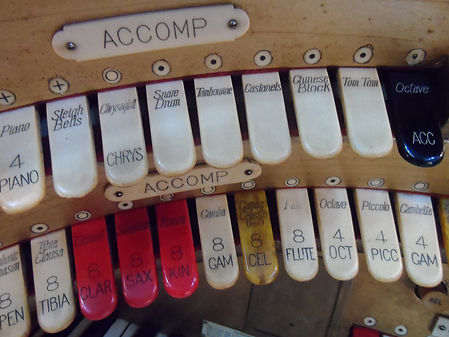 ACCOMP
Piano
4
PIANO
Sleigh
Bells
CHRYS
Snare
Drum
Castanets
Chinese
Block
Tom Tom
Octave
ACC
ACCOMP
8
PEN
Tibia
Clausa
8
TIBIA
8
CLAR
8
SAX
8
KIN
Gamba
8
GAM
8
CEL
8
FLUTE
Octave
4
OCT
Piccolo
4
PICC
Gambette
4
GAM